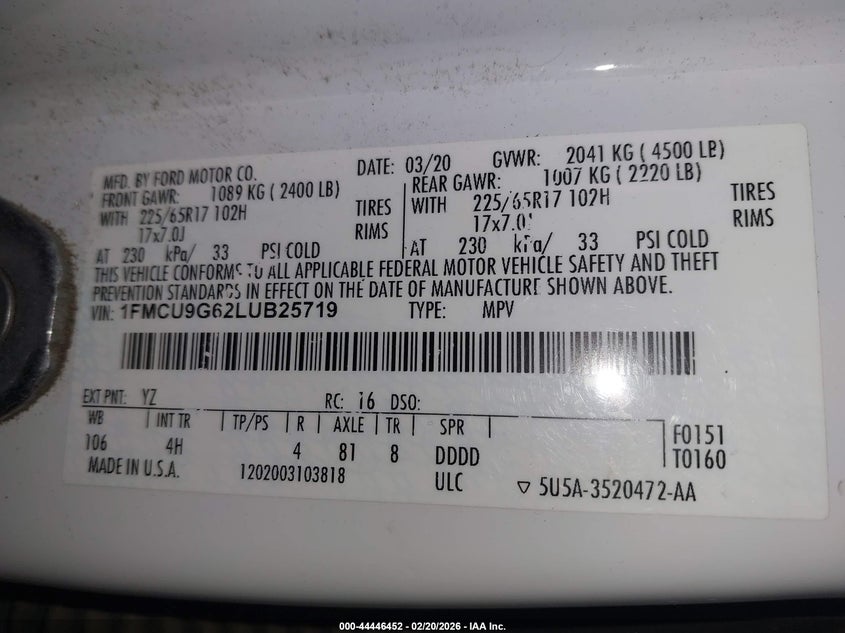 MFD. BY FORD MOTOR CO. DATE: 03/20 GVWR: 2041 KG ( 4500 LB)
FRONT GAWR: 1089 KG ( 2400 LB) REAR GAWR: 1007 KG ( 2220 LB)
WITH 225/65R17 102H TIRES WITH 225/65R17 102H TIRES
17x7.0J RIMS 17x7.0J RIMS
AT 230 kPa/ 33 PSI COLD AT 230 kPa/ 33 PSI COLD
THIS VEHICLE CONFORMS TO ALL APPLICABLE FEDERAL MOTOR VEHICLE SAFETY AND THEFT
PREVENTION STANDARDS IN EFFECT ON THE DATE OF MANUFACTURE SHOWN ABOVE.
VIN: 1FMCU9G62LUB25719 TYPE: MPV
EXT PNT: YZ RC: 16 DSO:
WB INT TR TP/PS R AXLE TR SPR
106 4H 4 81 8 DDDD
F0151
T0160
MADE IN U.S.A. 1202003103818 ULC ▽ 5U5A-3520472-AA
000-44446452 - 02/20/2026 - IAA Inc.